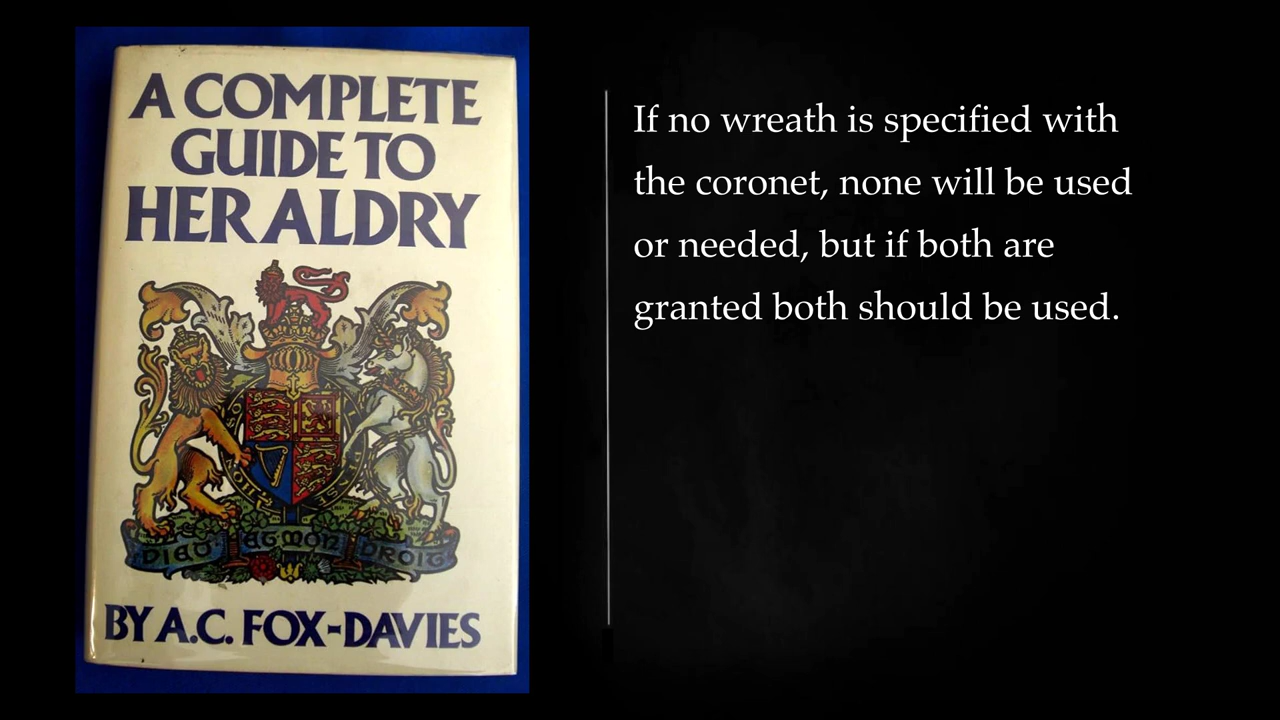 A COMPLETE
GUIDE TO
HERALDRY
DIEU ET MON DROIT
BY A.C. FOX-DAVIES
If no wreath is specified with
the coronet, none will be used
or needed, but if both are
granted both should be used.